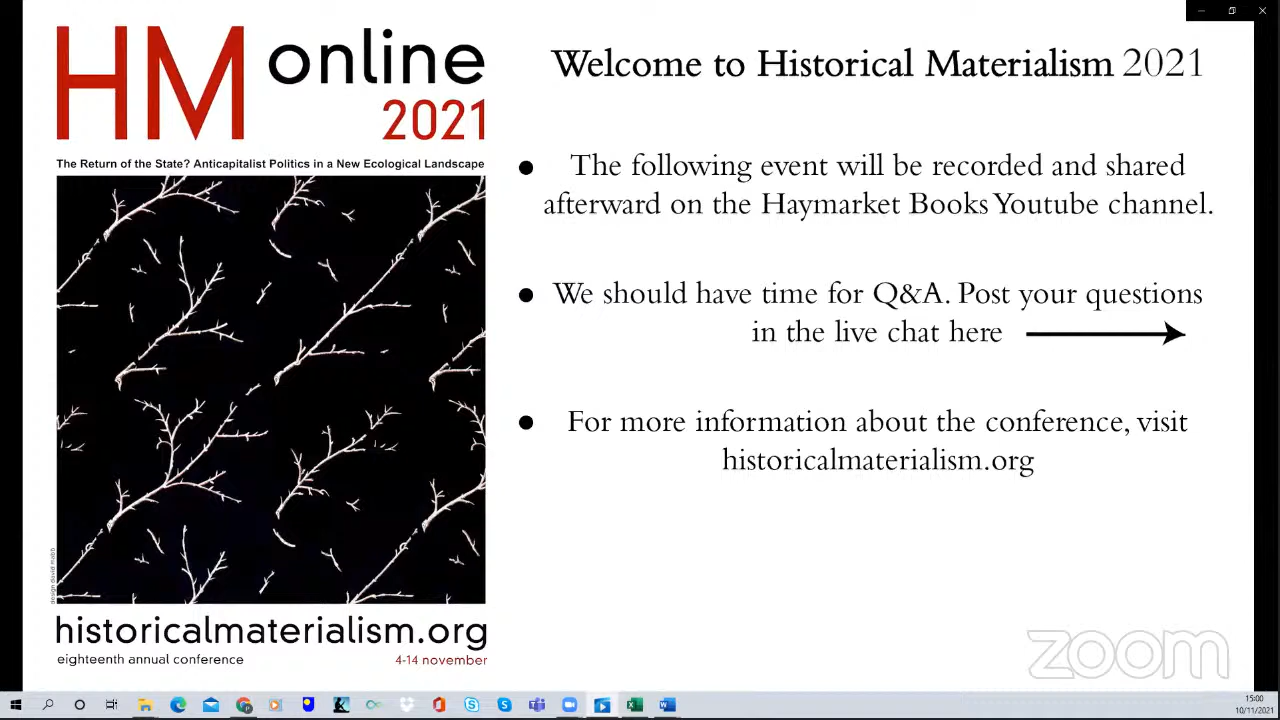 HM online
2021
The Return of the State? Anticapitalist Politics in a New Ecological Landscape
design david mabb
historicalmaterialism.org
eighteenth annual conference
4-14 november
Welcome to Historical Materialism 2021
● The following event will be recorded and shared
afterward on the Haymarket Books Youtube channel.
● We should have time for Q&A. Post your questions
in the live chat here
● For more information about the conference, visit
historicalmaterialism.org
zoom
15:00
10/11/2021